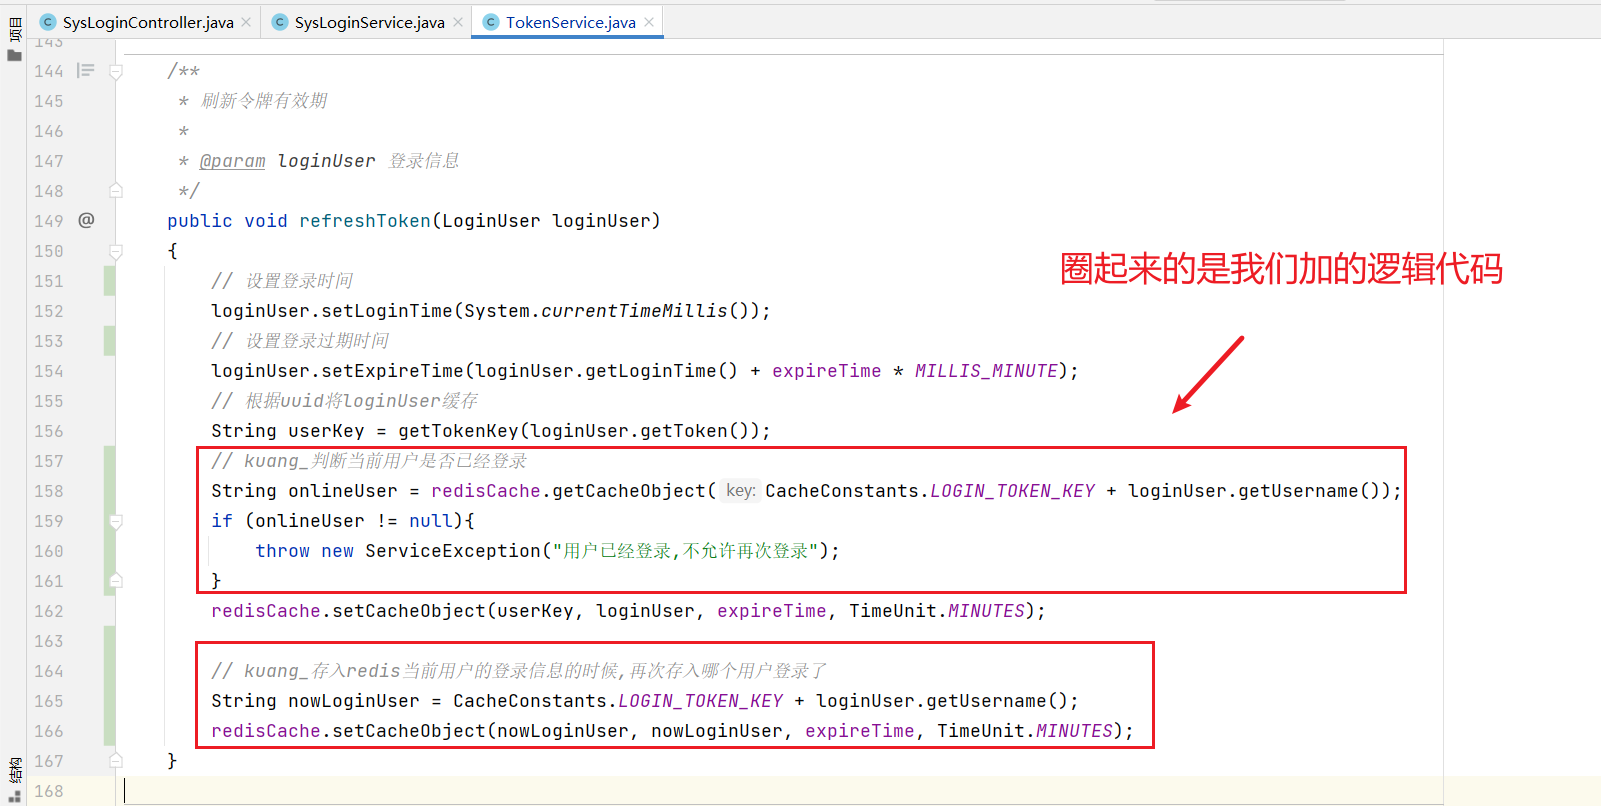 项目
SysLoginController.java
SysLoginService.java
TokenService.java
143
144 /**
145 * 刷新令牌有效期
146 *
147 * @param loginUser 登录信息
148 */
149 @ public void refreshToken(LoginUser loginUser)
150 {
圈起来的是我们加的逻辑代码
151 // 设置登录时间
152 loginUser.setLoginTime(System.currentTimeMillis());
153 // 设置登录过期时间
154 loginUser.setExpireTime(loginUser.getLoginTime() + expireTime * MILLIS_MINUTE);
155 // 根据uuid将loginUser缓存
156 String userKey = getTokenKey(loginUser.getToken());
157 // kuang_判断当前用户是否已经登录
158 String onlineUser = redisCache.getCacheObject( key: CacheConstants.LOGIN_TOKEN_KEY + loginUser.getUsername());
159 if (onlineUser != null){
160 throw new ServiceException("用户已经登录,不允许再次登录");
161 }
162 redisCache.setCacheObject(userKey, loginUser, expireTime, TimeUnit.MINUTES);
163
164 // kuang_存入redis当前用户的登录信息的时候,再次存入哪个用户登录了
165 String nowLoginUser = CacheConstants.LOGIN_TOKEN_KEY + loginUser.getUsername();
166 redisCache.setCacheObject(nowLoginUser, nowLoginUser, expireTime, TimeUnit.MINUTES);
167 }
168
结构